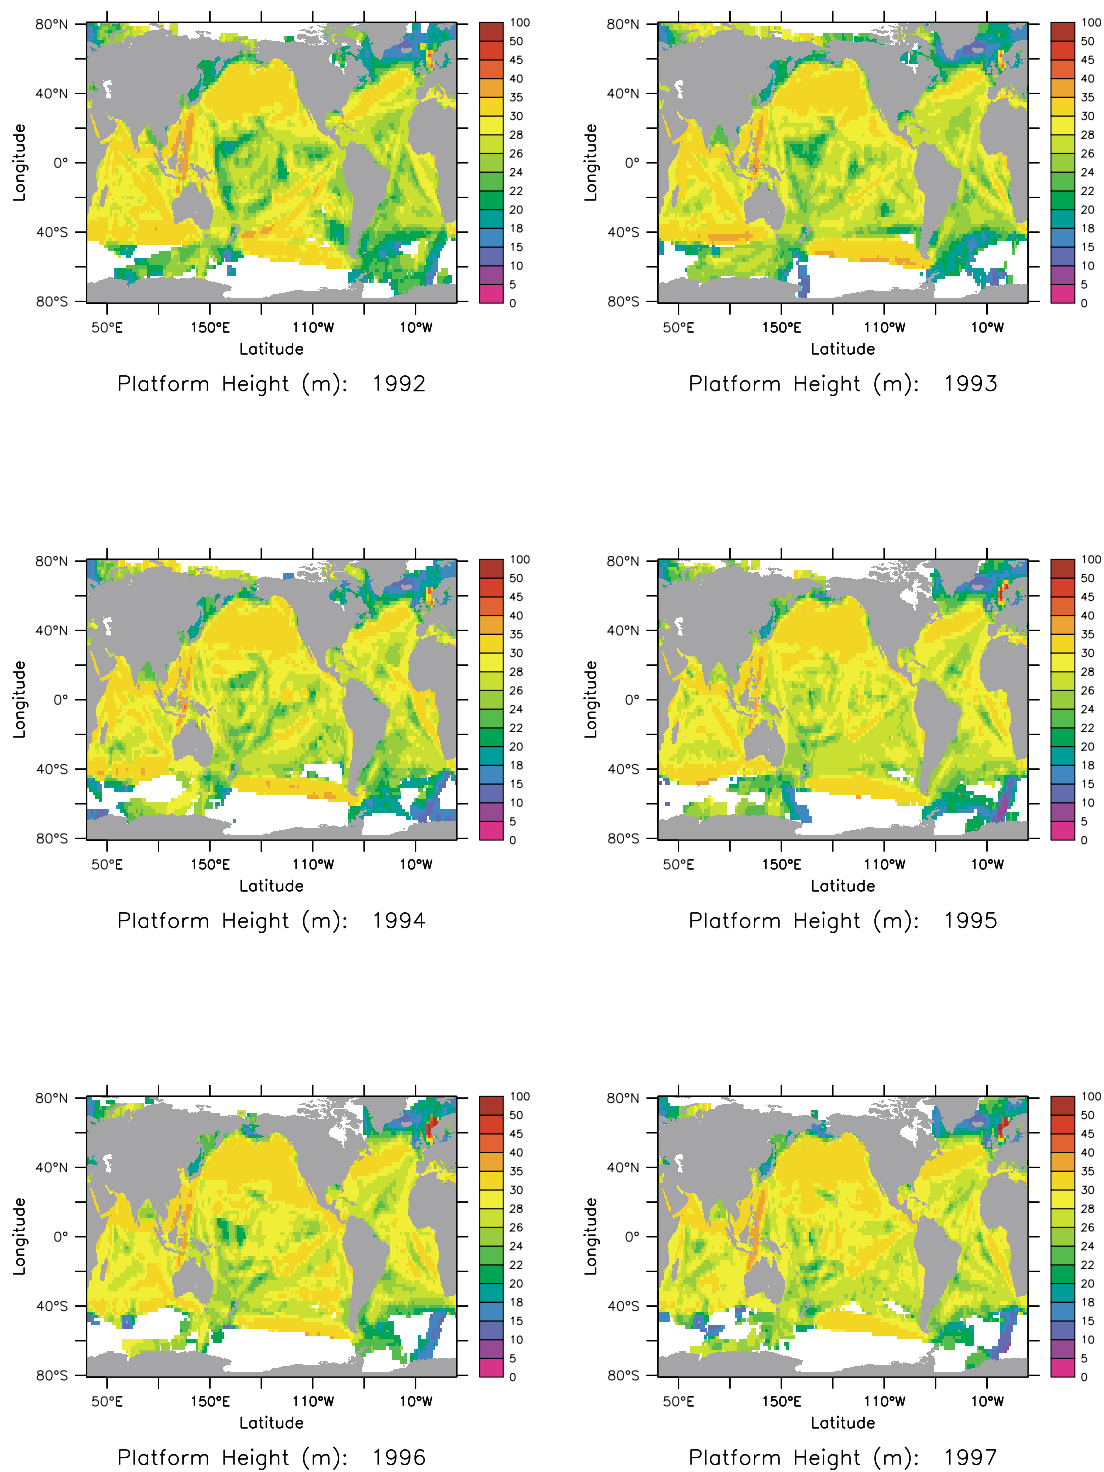 80°N
40°N
0°
40°S
80°S
Longitude
50°E 150°E 110°W 10°W
Latitude
100
50
45
40
35
30
28
26
24
22
20
18
15
10
5
0
Platform Height (m): 1992
80°N
40°N
0°
40°S
80°S
Longitude
50°E 150°E 110°W 10°W
Latitude
100
50
45
40
35
30
28
26
24
22
20
18
15
10
5
0
Platform Height (m): 1993
80°N
40°N
0°
40°S
80°S
Longitude
50°E 150°E 110°W 10°W
Latitude
100
50
45
40
35
30
28
26
24
22
20
18
15
10
5
0
Platform Height (m): 1994
80°N
40°N
0°
40°S
80°S
Longitude
50°E 150°E 110°W 10°W
Latitude
100
50
45
40
35
30
28
26
24
22
20
18
15
10
5
0
Platform Height (m): 1995
80°N
40°N
0°
40°S
80°S
Longitude
50°E 150°E 110°W 10°W
Latitude
100
50
45
40
35
30
28
26
24
22
20
18
15
10
5
0
Platform Height (m): 1996
80°N
40°N
0°
40°S
80°S
Longitude
50°E 150°E 110°W 10°W
Latitude
100
50
45
40
35
30
28
26
24
22
20
18
15
10
5
0
Platform Height (m): 1997